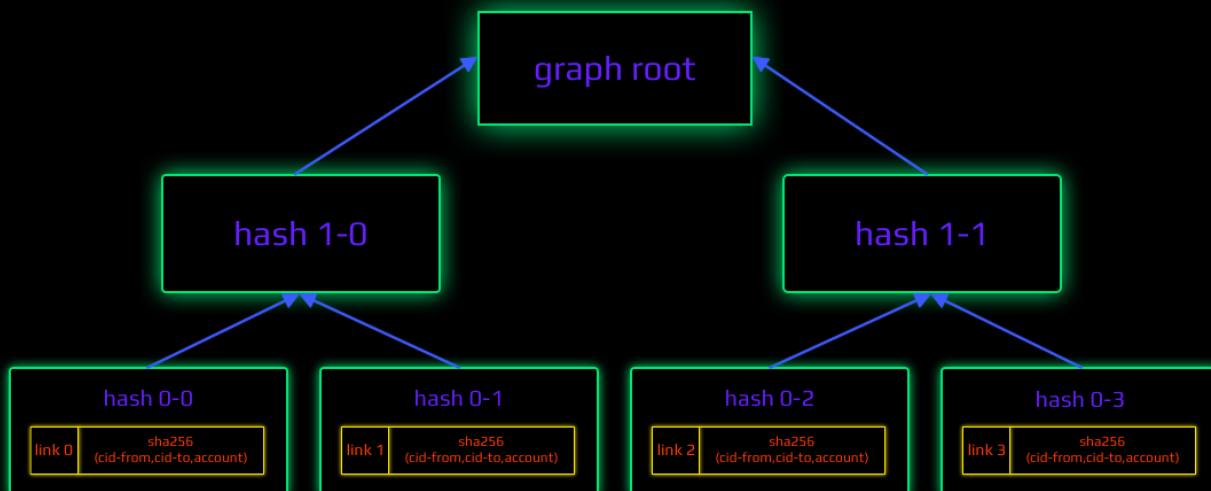 graph root
hash 1-0
hash 1-1
hash 0-0
hash 0-1
hash 0-2
hash 0-3
link 0
sha256
(cid-from,cid-to,account)
link 1
sha256
(cid-from,cid-to,account)
link 2
sha256
(cid-from,cid-to,account)
link 3
sha256
(cid-from,cid-to,account)